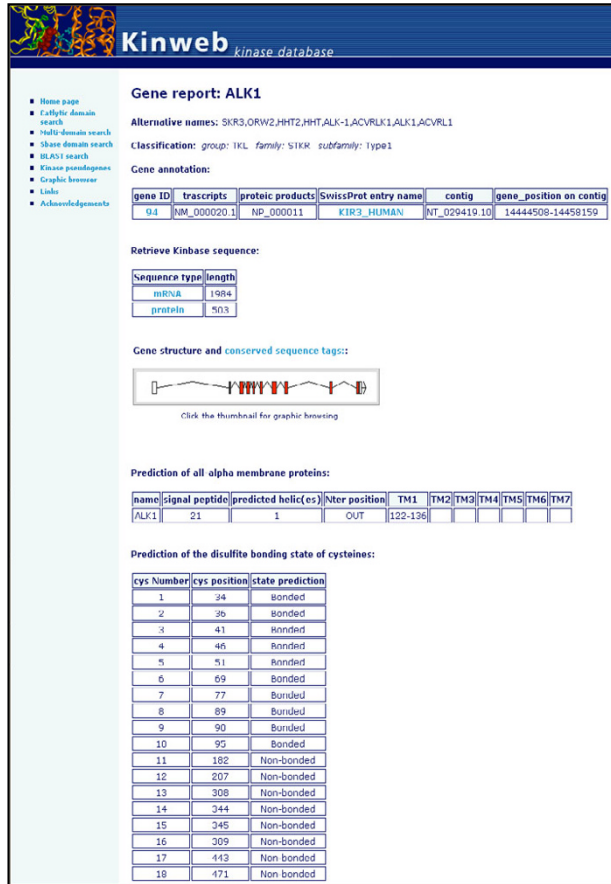 Kinweb kinase database
Home page
Catlytic domain
search
Multi-domain search
Sbase domain search
BLAST search
Kinase pseudogenes
Graphic browser
Links
Acknowledgements
Gene report: ALK1
Alternative names: SKR3,ORW2,HHT2,HHT,ALK-1,ACVRLK1,ALK1,ACVRL1
Classification: group: TKL family: STKR subfamily: Type1
Gene annotation:
gene ID trascripts proteic products SwissProt entry name contig gene_position on contig
94 NM_000020.1 NP_000011 KIR3_HUMAN NT_029419.10 14444508-14458159
Retrieve Kinbase sequence:
Sequence type length
mRNA 1984
protein 503
Gene structure and conserved sequence tags::
Click the thumbnail for graphic browsing
Prediction of all-alpha membrane proteins:
name signal peptide predicted helic(es) Nter position TM1 TM2 TM3 TM4 TM5 TM6 TM7
ALK1 21 1 OUT 122-136
Prediction of the disulfite bonding state of cysteines:
cys Number cys position state prediction
1 34 Bonded
2 36 Bonded
3 41 Bonded
4 46 Bonded
5 51 Bonded
6 69 Bonded
7 77 Bonded
8 89 Bonded
9 90 Bonded
10 95 Bonded
11 182 Non-bonded
12 207 Non-bonded
13 308 Non-bonded
14 344 Non-bonded
15 345 Non-bonded
16 309 Non-bonded
17 443 Non-bonded
18 471 Non bonded